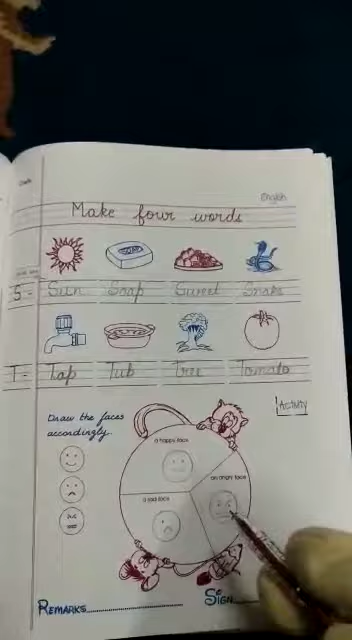 English
Make four words
S - Sun Soap Sweet Snake
T - Tap Tub Tree Tomato
ACTIVITY
Draw the faces
accordingly.
a happy face
an angry face
a sad face
REMARKS
SIGN